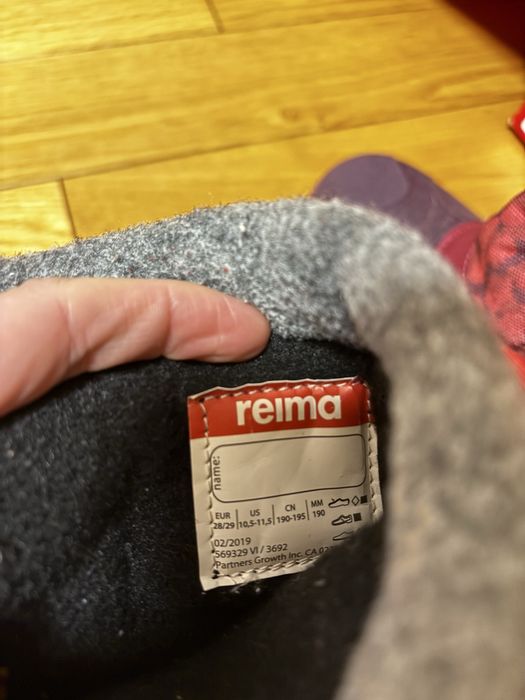 reima
name:
EUR US CN MM
28/29 10,5-11,5 190-195 190
02/2019
569329 VI / 3692
Partners Growth Inc. CA